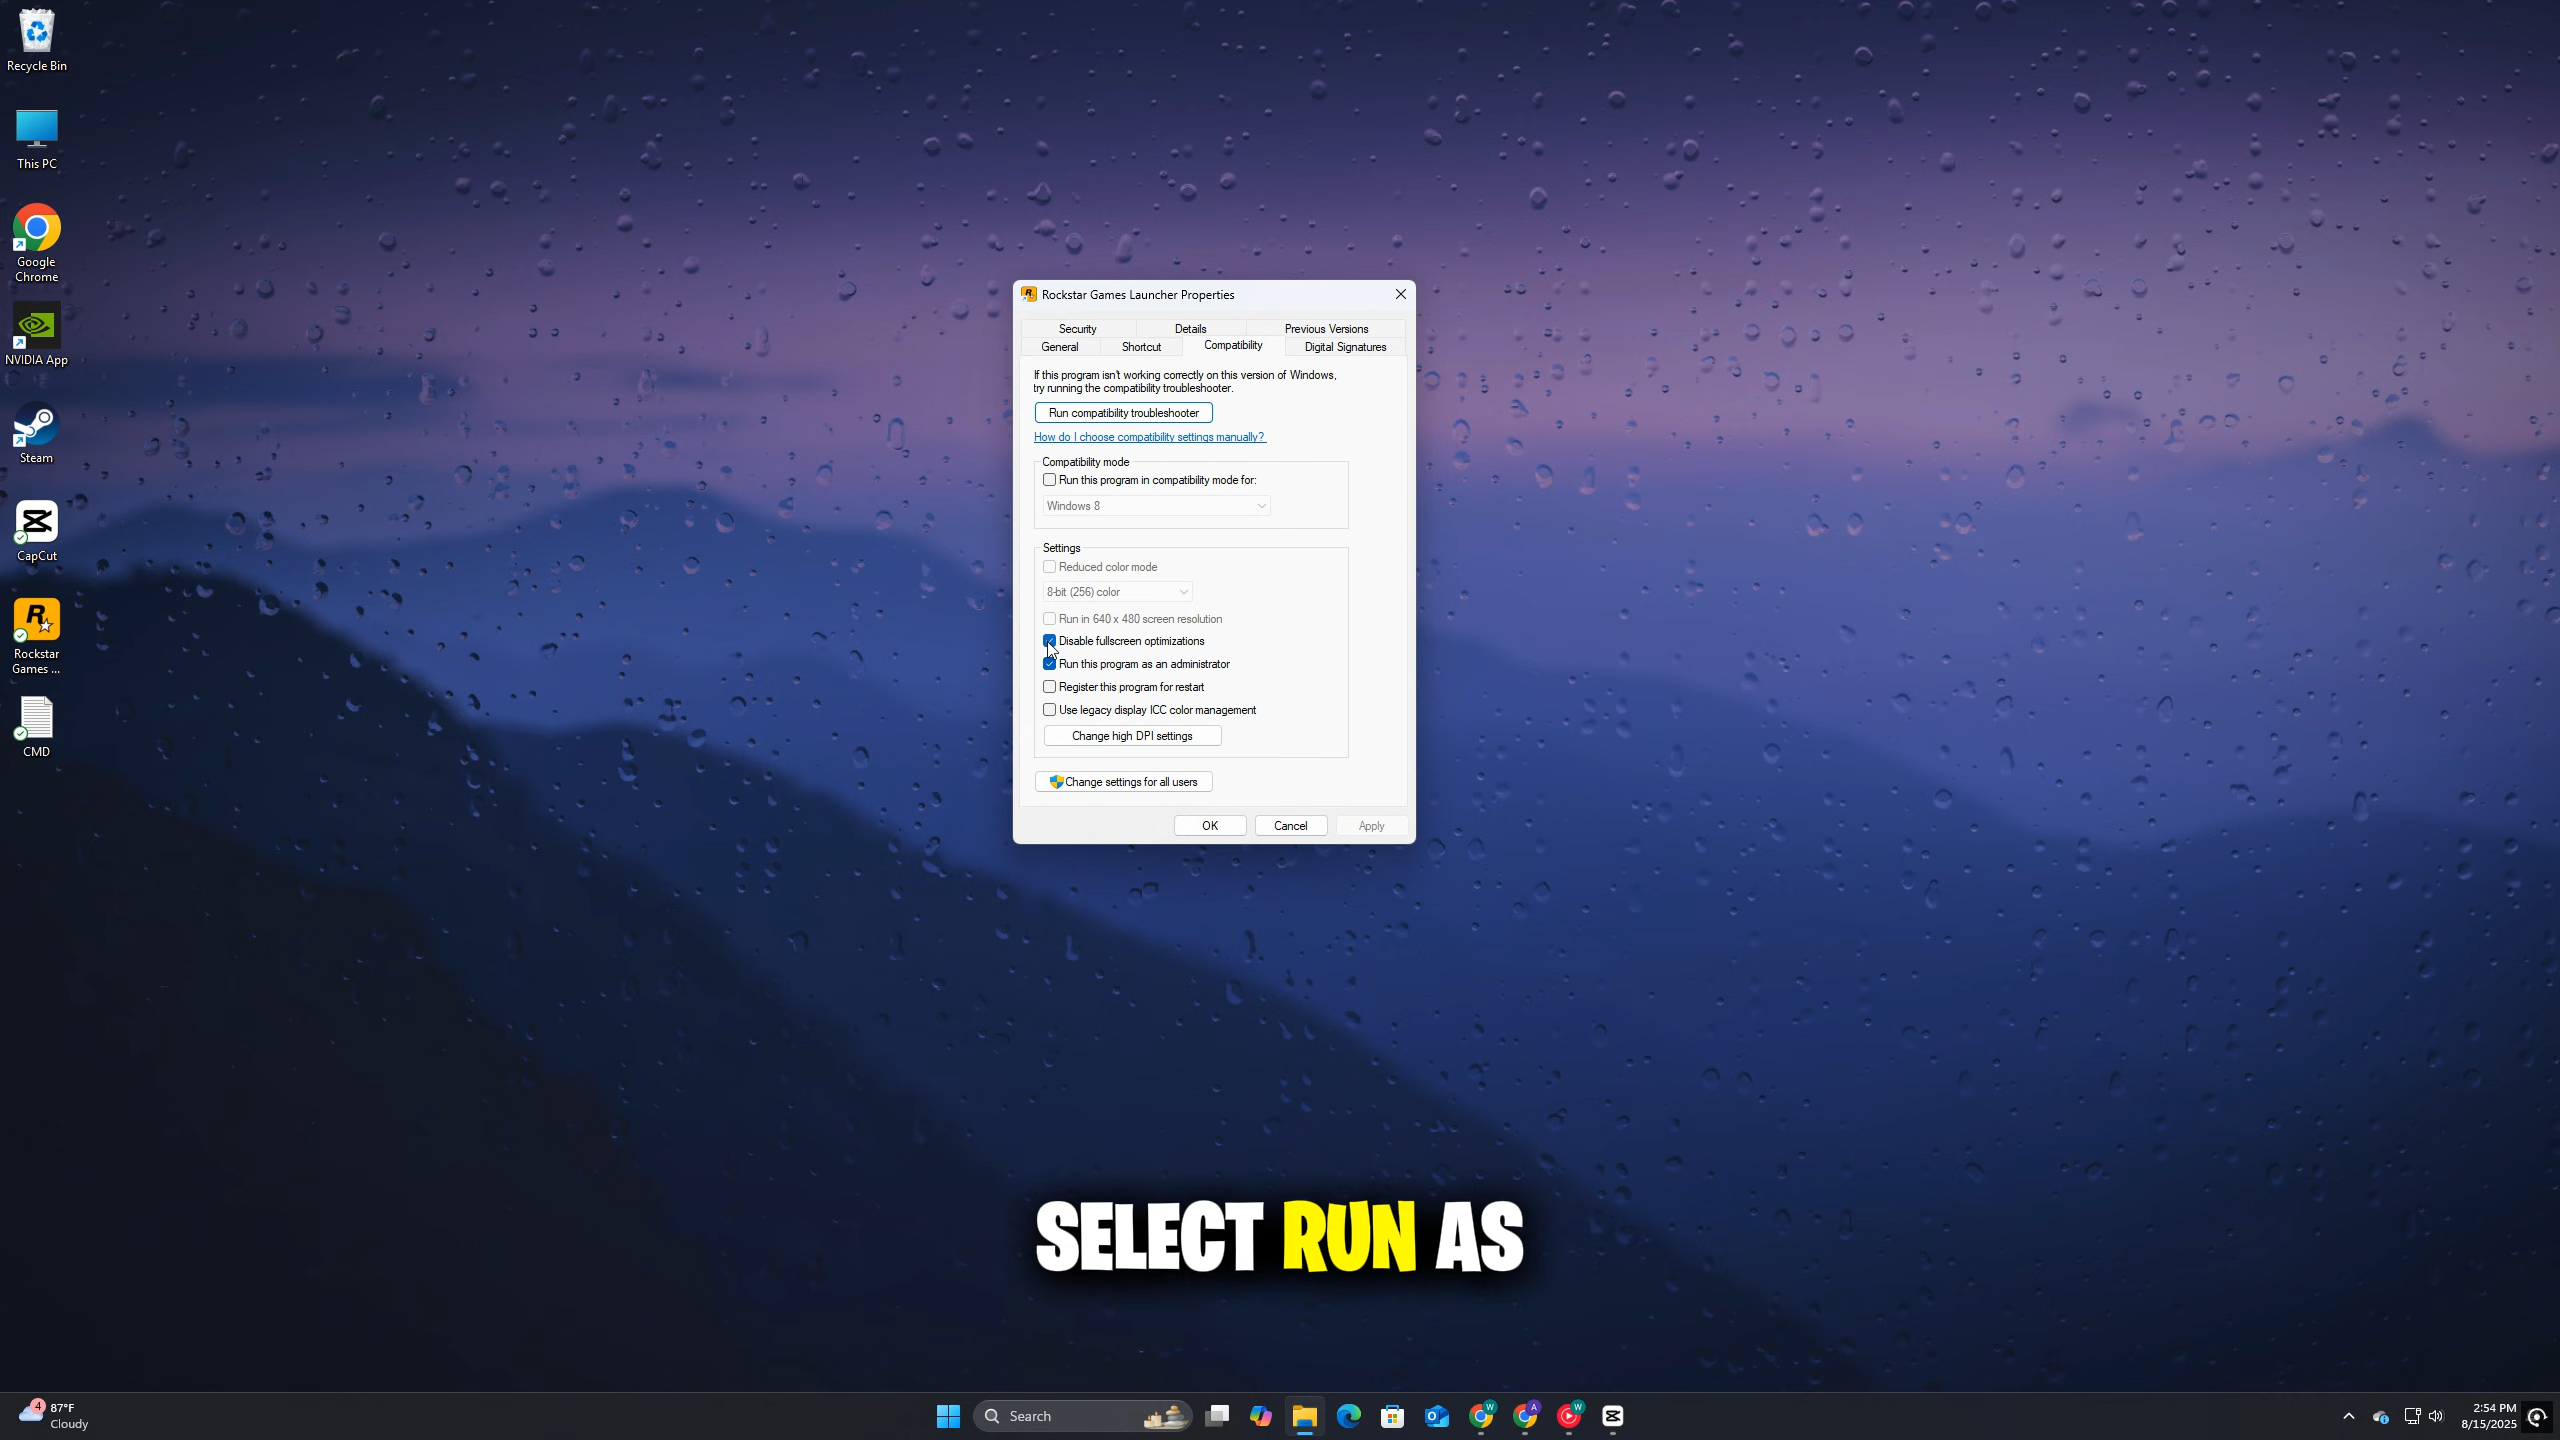 Recycle Bin
This PC
Google
Chrome
NVIDIA App
Steam
CapCut
Rockstar
Games ...
CMD
Rockstar Games Launcher Properties
Security
Details
Previous Versions
General
Shortcut
Compatibility
Digital Signatures
If this program isn't working correctly on this version of Windows,
try running the compatibility troubleshooter.
Run compatibility troubleshooter
How do I choose compatibility settings manually?
Compatibility mode
Run this program in compatibility mode for:
Windows 8
Settings
Reduced color mode
8-bit (256) color
Run in 640 x 480 screen resolution
Disable fullscreen optimizations
Run this program as an administrator
Register this program for restart
Use legacy display ICC color management
Change high DPI settings
Change settings for all users
OK
Cancel
Apply
SELECT RUN AS
4
87°F
Cloudy
Search
W
A
W
2:54 PM
8/15/2025